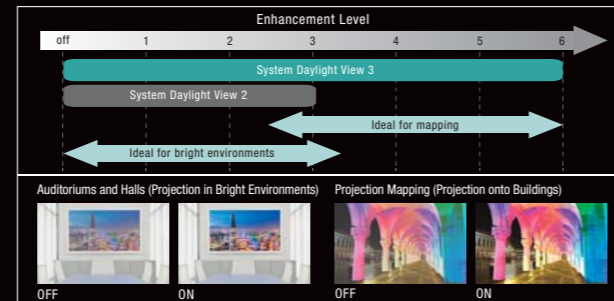 Enhancement Level
off 1 2 3 4 5 6
System Daylight View 3
System Daylight View 2
Ideal for mapping
Ideal for bright environments
Auditoriums and Halls (Projection in Bright Environments) Projection Mapping (Projection onto Buildings)
OFF ON OFF ON